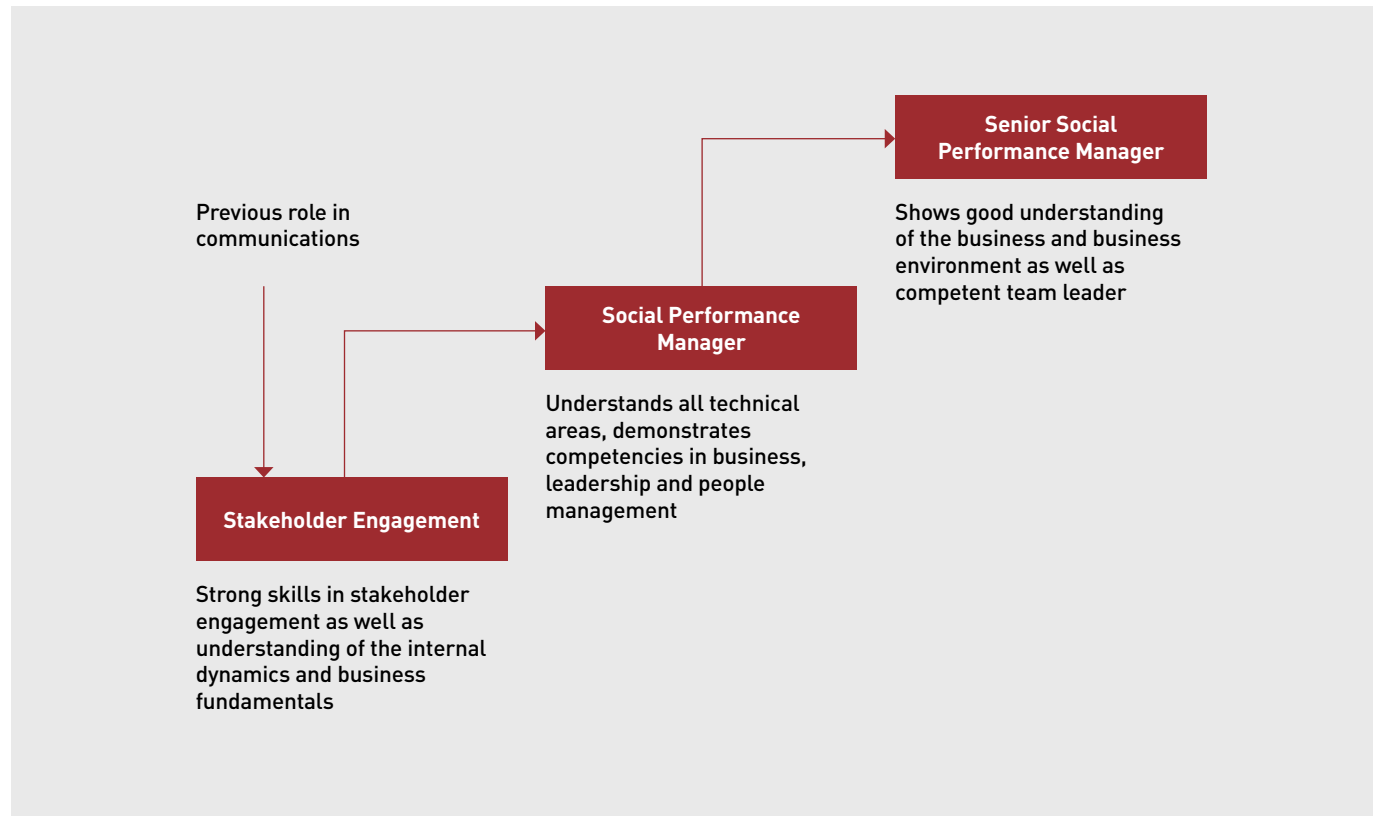 Previous role in
communications
Stakeholder Engagement
Strong skills in stakeholder
engagement as well as
understanding of the internal
dynamics and business
fundamentals
Social Performance
Manager
Understands all technical
areas, demonstrates
competencies in business,
leadership and people
management
Senior Social
Performance Manager
Shows good understanding
of the business and business
environment as well as
competent team leader